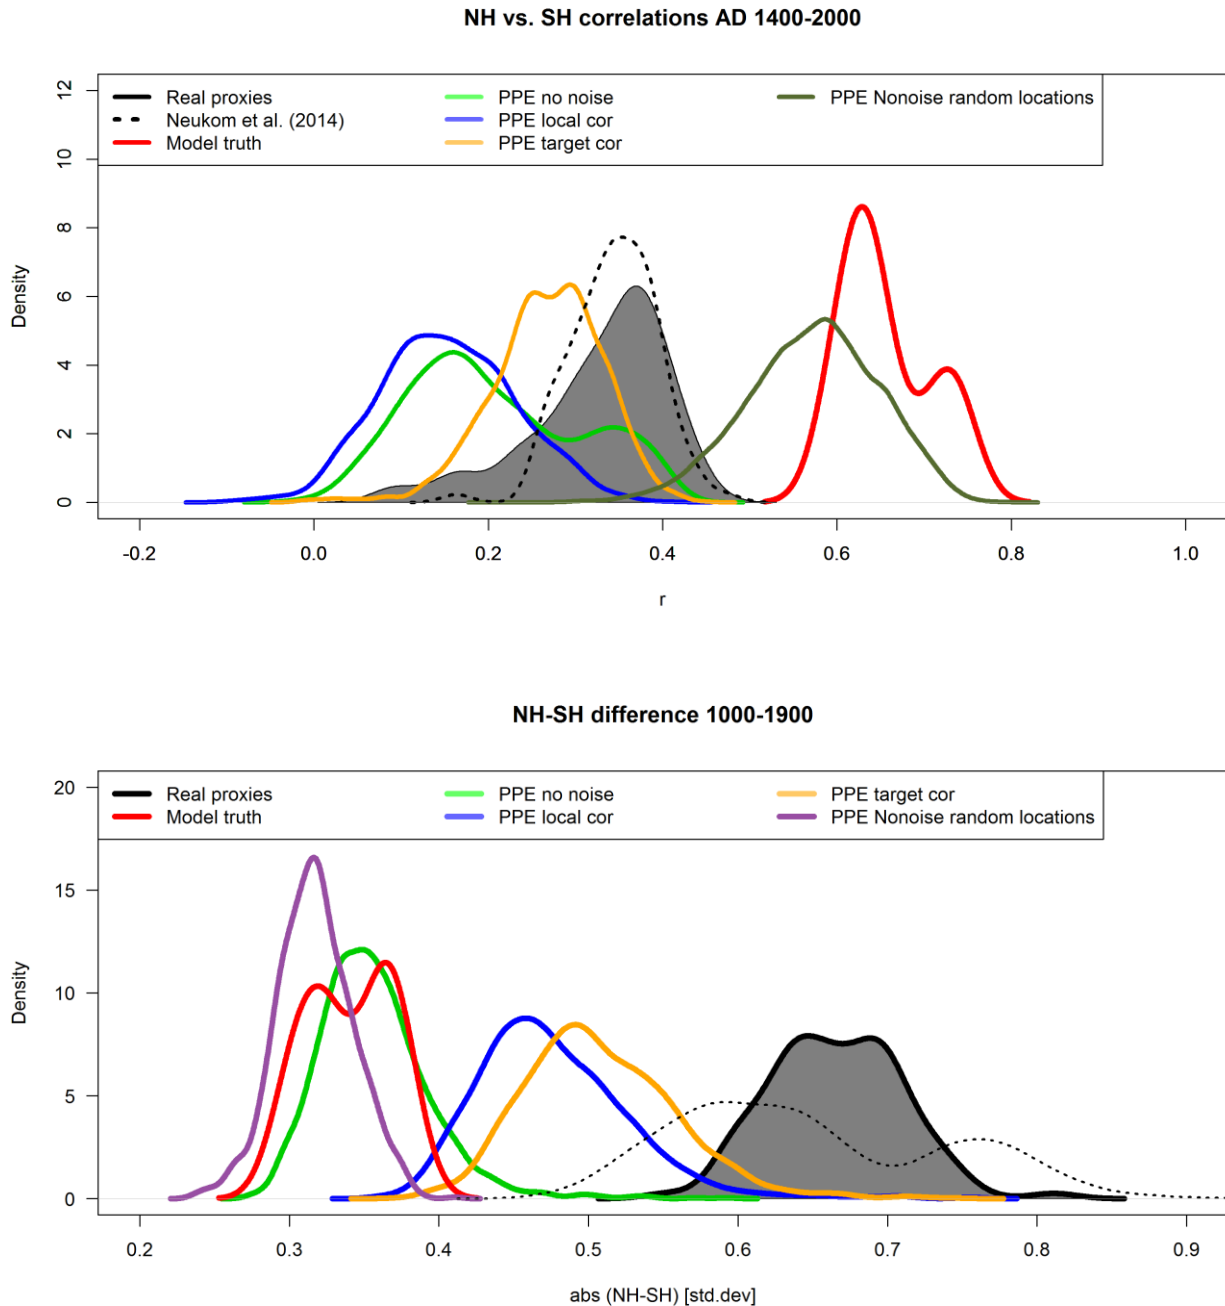 NH vs. SH correlations AD 1400-2000
Real proxies PPE no noise PPE Nonoise random locations
Neukom et al. (2014) PPE local cor
Model truth PPE target cor
12
10
8
6
4
2
0
Density
-0.2 0.0 0.2 0.4 0.6 0.8 1.0
r
NH-SH difference 1000-1900
Real proxies PPE no noise PPE target cor
Model truth PPE local cor PPE Nonoise random locations
20
15
10
5
0
Density
0.2 0.3 0.4 0.5 0.6 0.7 0.8 0.9
abs (NH-SH) [std.dev]